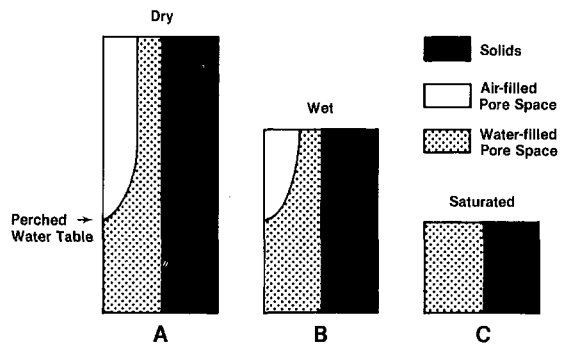 Dry
Solids
Air-filled
Pore Space
Wet
Water-filled
Pore Space
Saturated
Perched →
Water Table
A
B
C